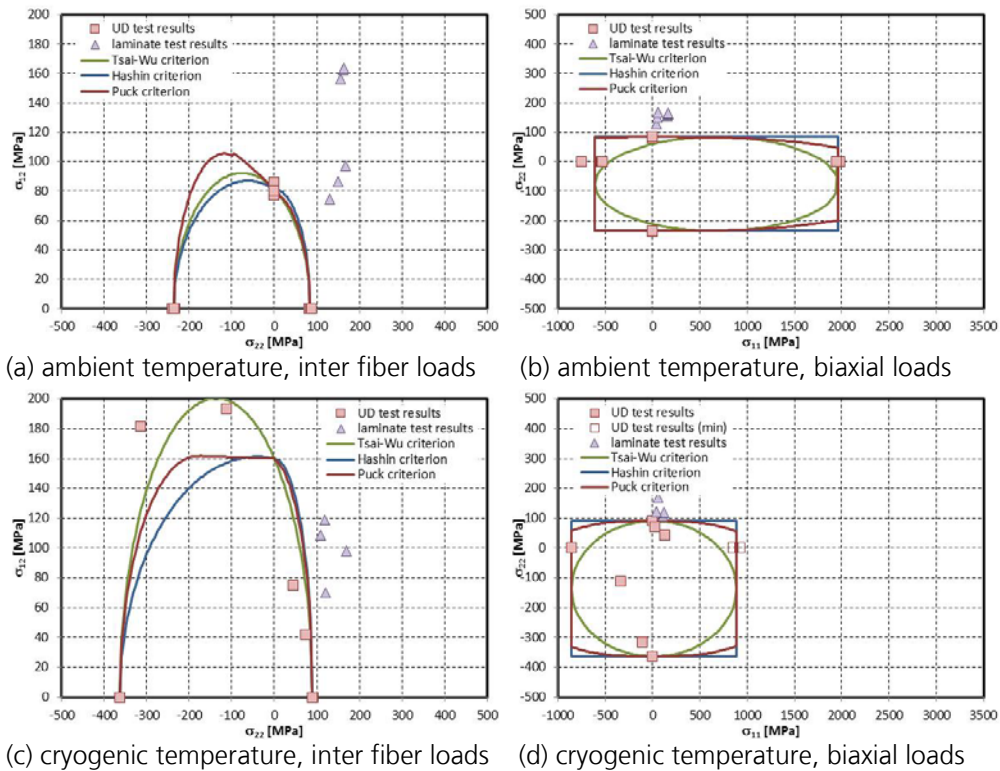 200
180
160
140
120
100
80
60
40
20
0
σ12 [MPa]
UD test results
laminate test results
Tsai-Wu criterion
Hashin criterion
Puck criterion
-500 -400 -300 -200 -100 0 100 200 300 400 500
σ22 [MPa]
(a) ambient temperature, inter fiber loads
500
400
300
200
100
0
-100
-200
-300
-400
-500
σ22 [MPa]
UD test results
laminate test results
Tsai-Wu criterion
Hashin criterion
Puck criterion
-1000 -500 0 500 1000 1500 2000 2500 3000 3500
σ11 [MPa]
(b) ambient temperature, biaxial loads
200
180
160
140
120
100
80
60
40
20
0
σ12 [MPa]
UD test results
laminate test results
Tsai-Wu criterion
Hashin criterion
Puck criterion
-500 -400 -300 -200 -100 0 100 200 300 400 500
σ22 [MPa]
(c) cryogenic temperature, inter fiber loads
500
400
300
200
100
0
-100
-200
-300
-400
-500
σ22 [MPa]
UD test results
UD test results (min)
laminate test results
Tsai-Wu criterion
Hashin criterion
Puck criterion
-1000 -500 0 500 1000 1500 2000 2500 3000 3500
σ11 [MPa]
(d) cryogenic temperature, biaxial loads